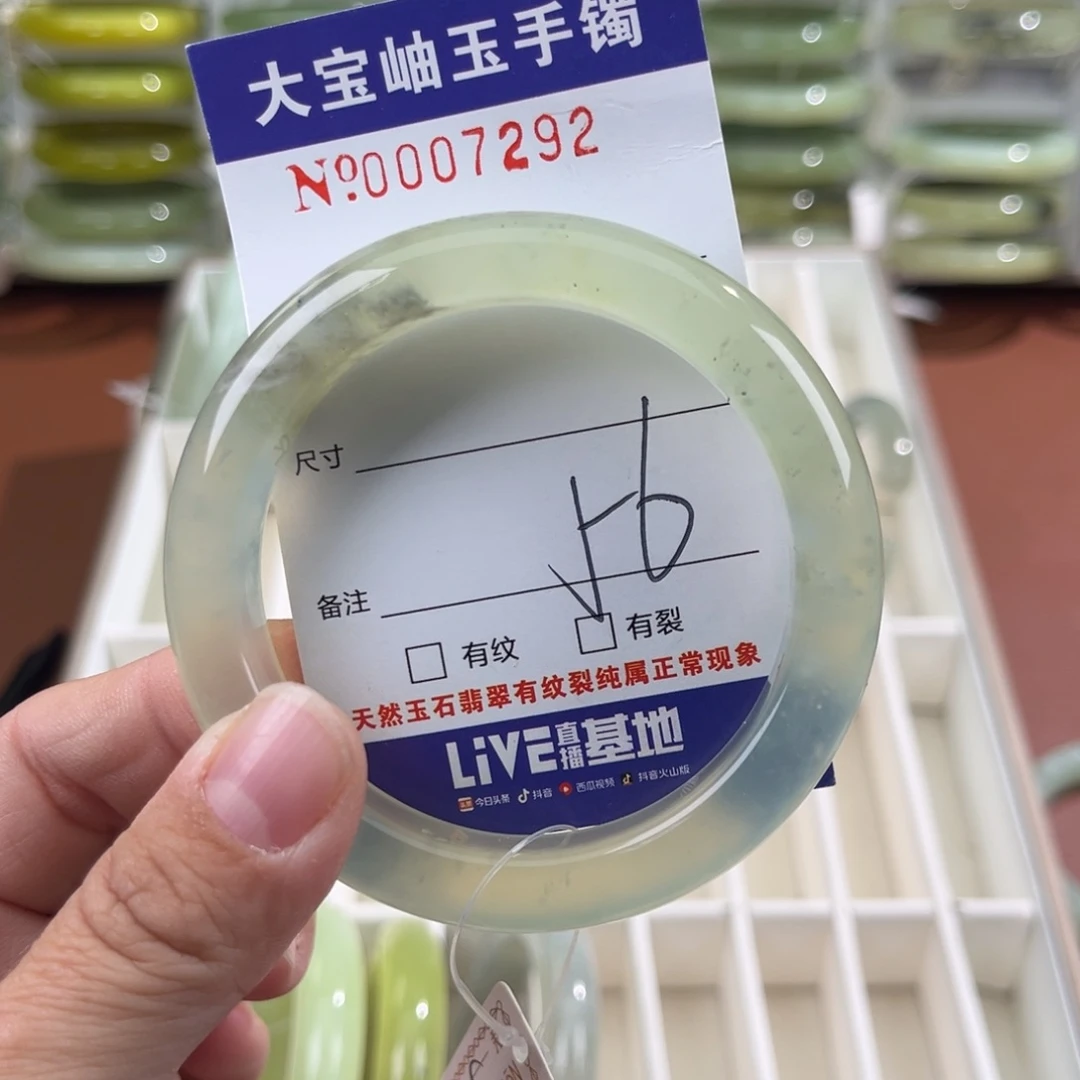 大宝岫玉手镯
Nº.0007292
尺寸
56
备注
□ 有纹 □ 有裂
天然玉石翡翠有纹裂纯属正常现象
LiVE直播基地
今日头条 抖音 西瓜视频 抖音火山版